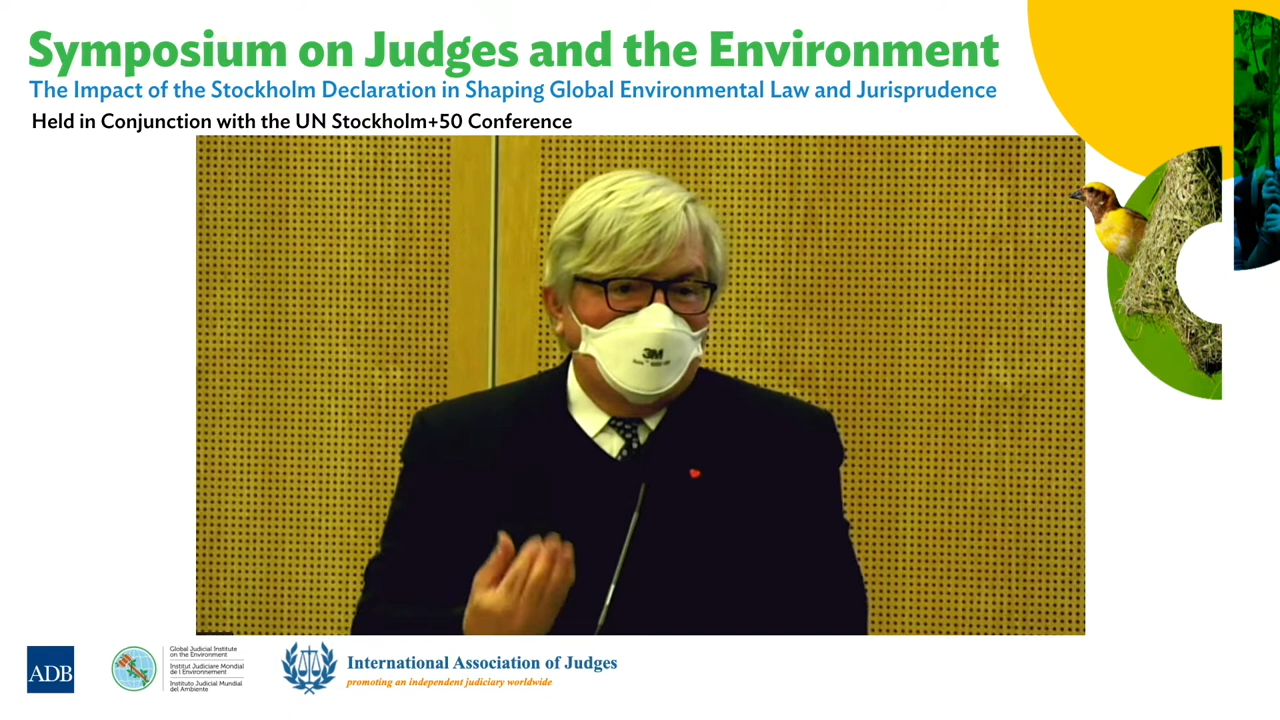 Symposium on Judges and the Environment
The Impact of the Stockholm Declaration in Shaping Global Environmental Law and Jurisprudence
Held in Conjunction with the UN Stockholm+50 Conference
3M
ADB
Global Judicial Institute
on the Environment
Institut Judiciaire Mondial
de l Environnement
Instituto Judicial Mundial
del Ambiente
International Association of Judges
promoting an independent judiciary worldwide